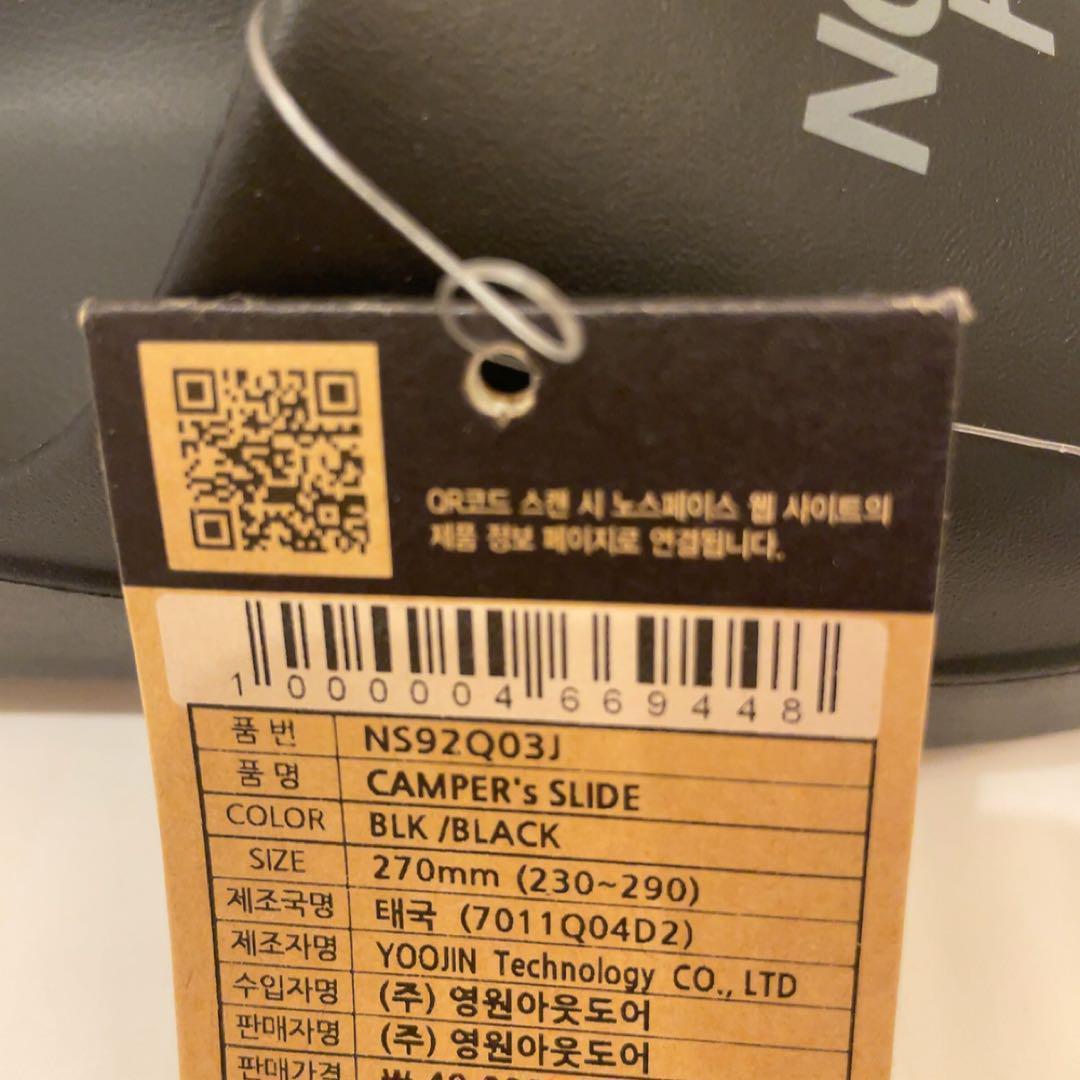 QR코드 스캔 시 노스페이스 웹 사이트의
제품 정보 페이지로 연결됩니다.
1 000004 669448
품 번 NS92Q03J
품 명 CAMPER's SLIDE
COLOR BLK /BLACK
SIZE 270mm (230~290)
제조국명 태국 (7011Q04D2)
제조자명 YOOJIN Technology CO., LTD
수입자명 (주) 영원아웃도어
판매자명 (주) 영원아웃도어
판매가격